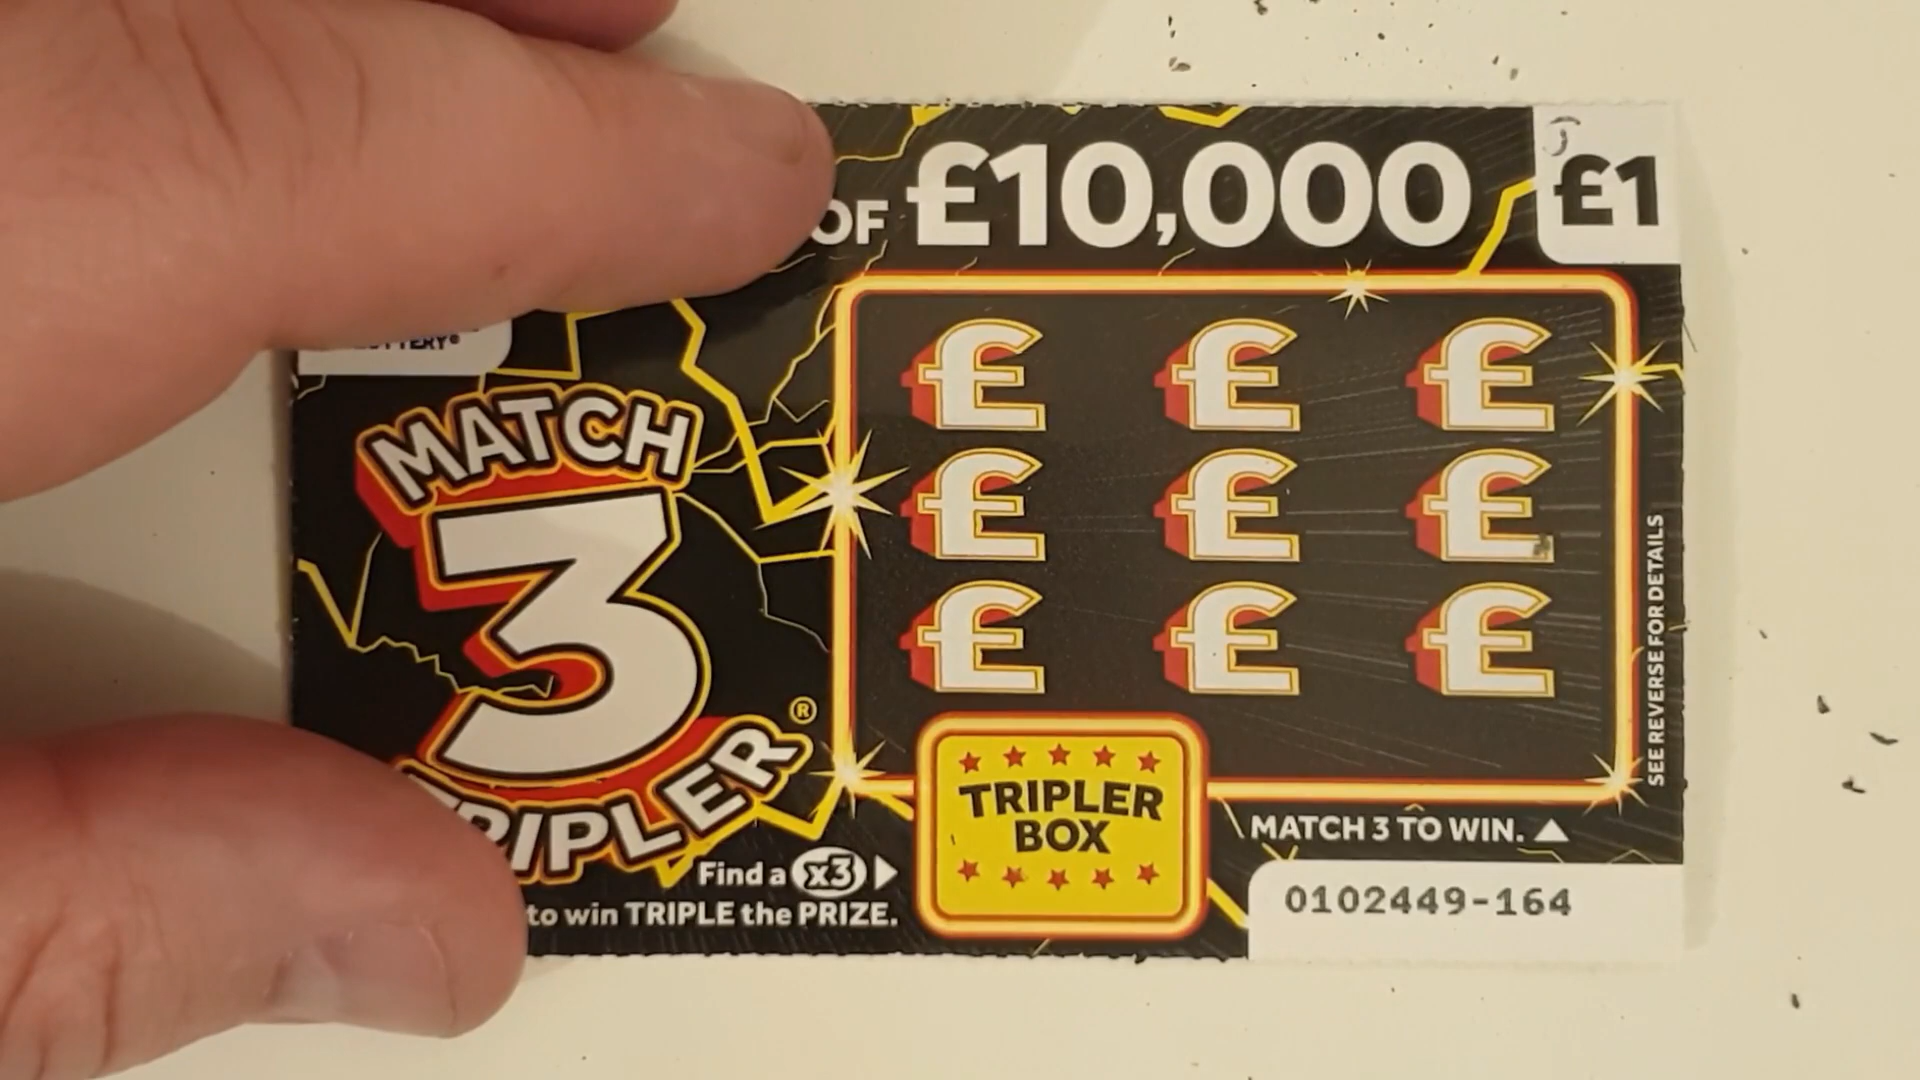 OF £10,000
£1
MATCH
3
TRIPLER®
£ £ £
£ £ £
£ £ £
TRIPLER
BOX
MATCH 3 TO WIN.
Find a x3
to win TRIPLE the PRIZE.
0102449-164
SEE REVERSE FOR DETAILS